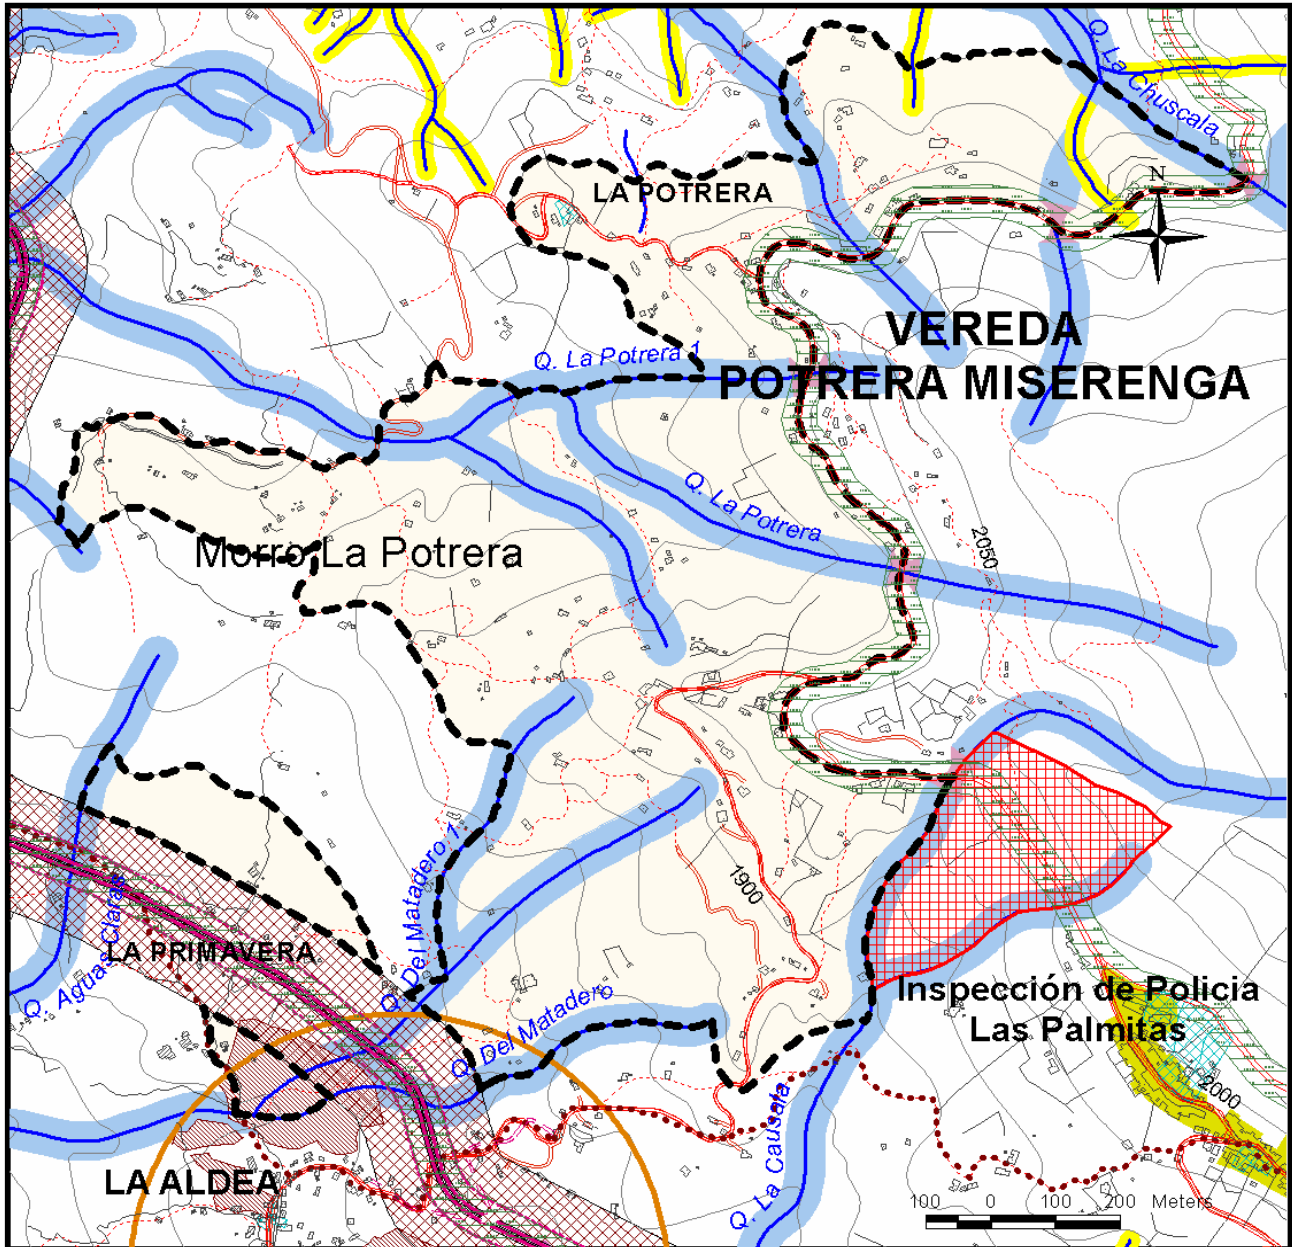 Q. La Chuscala
N
LA POTRERA
VEREDA
POTRERA MISERENGA
Q. La Potrera 1
Q. La Potrera
2050
Morro La Potrera
Q. Del Matadero 1
1900
LA PRIMAVERA
Q. Aguas Claras
Inspección de Policia
Las Palmitas
Q. Del Matadero
2000
Q. La Causala
LA ALDEA
100 0 100 200 Meters